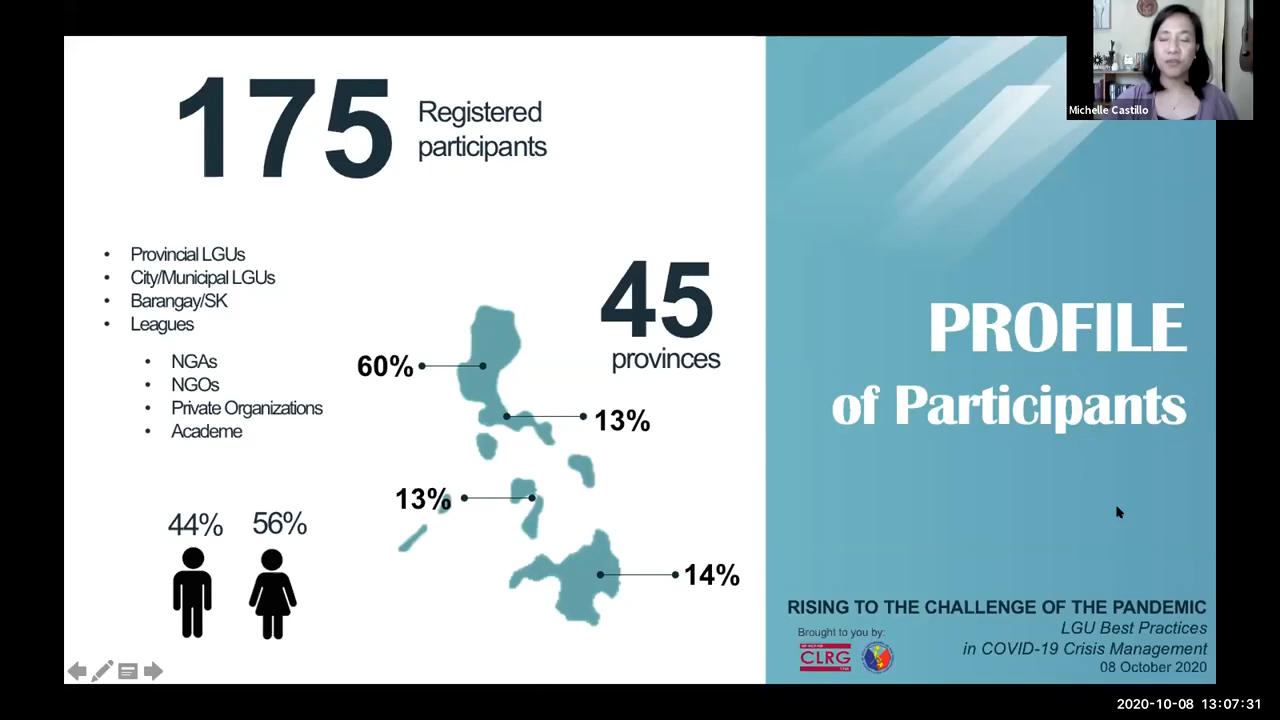 Michelle Castillo
175
Registered
participants
• Provincial LGUs
• City/Municipal LGUs
• Barangay/SK
• Leagues
• NGAs
• NGOs
• Private Organizations
• Academe
45
provinces
60%
13%
13%
14%
44% 56%
PROFILE
of Participants
RISING TO THE CHALLENGE OF THE PANDEMIC
LGU Best Practices
in COVID-19 Crisis Management
08 October 2020
Brought to you by:
CLRG
2020-10-08 13:07:31